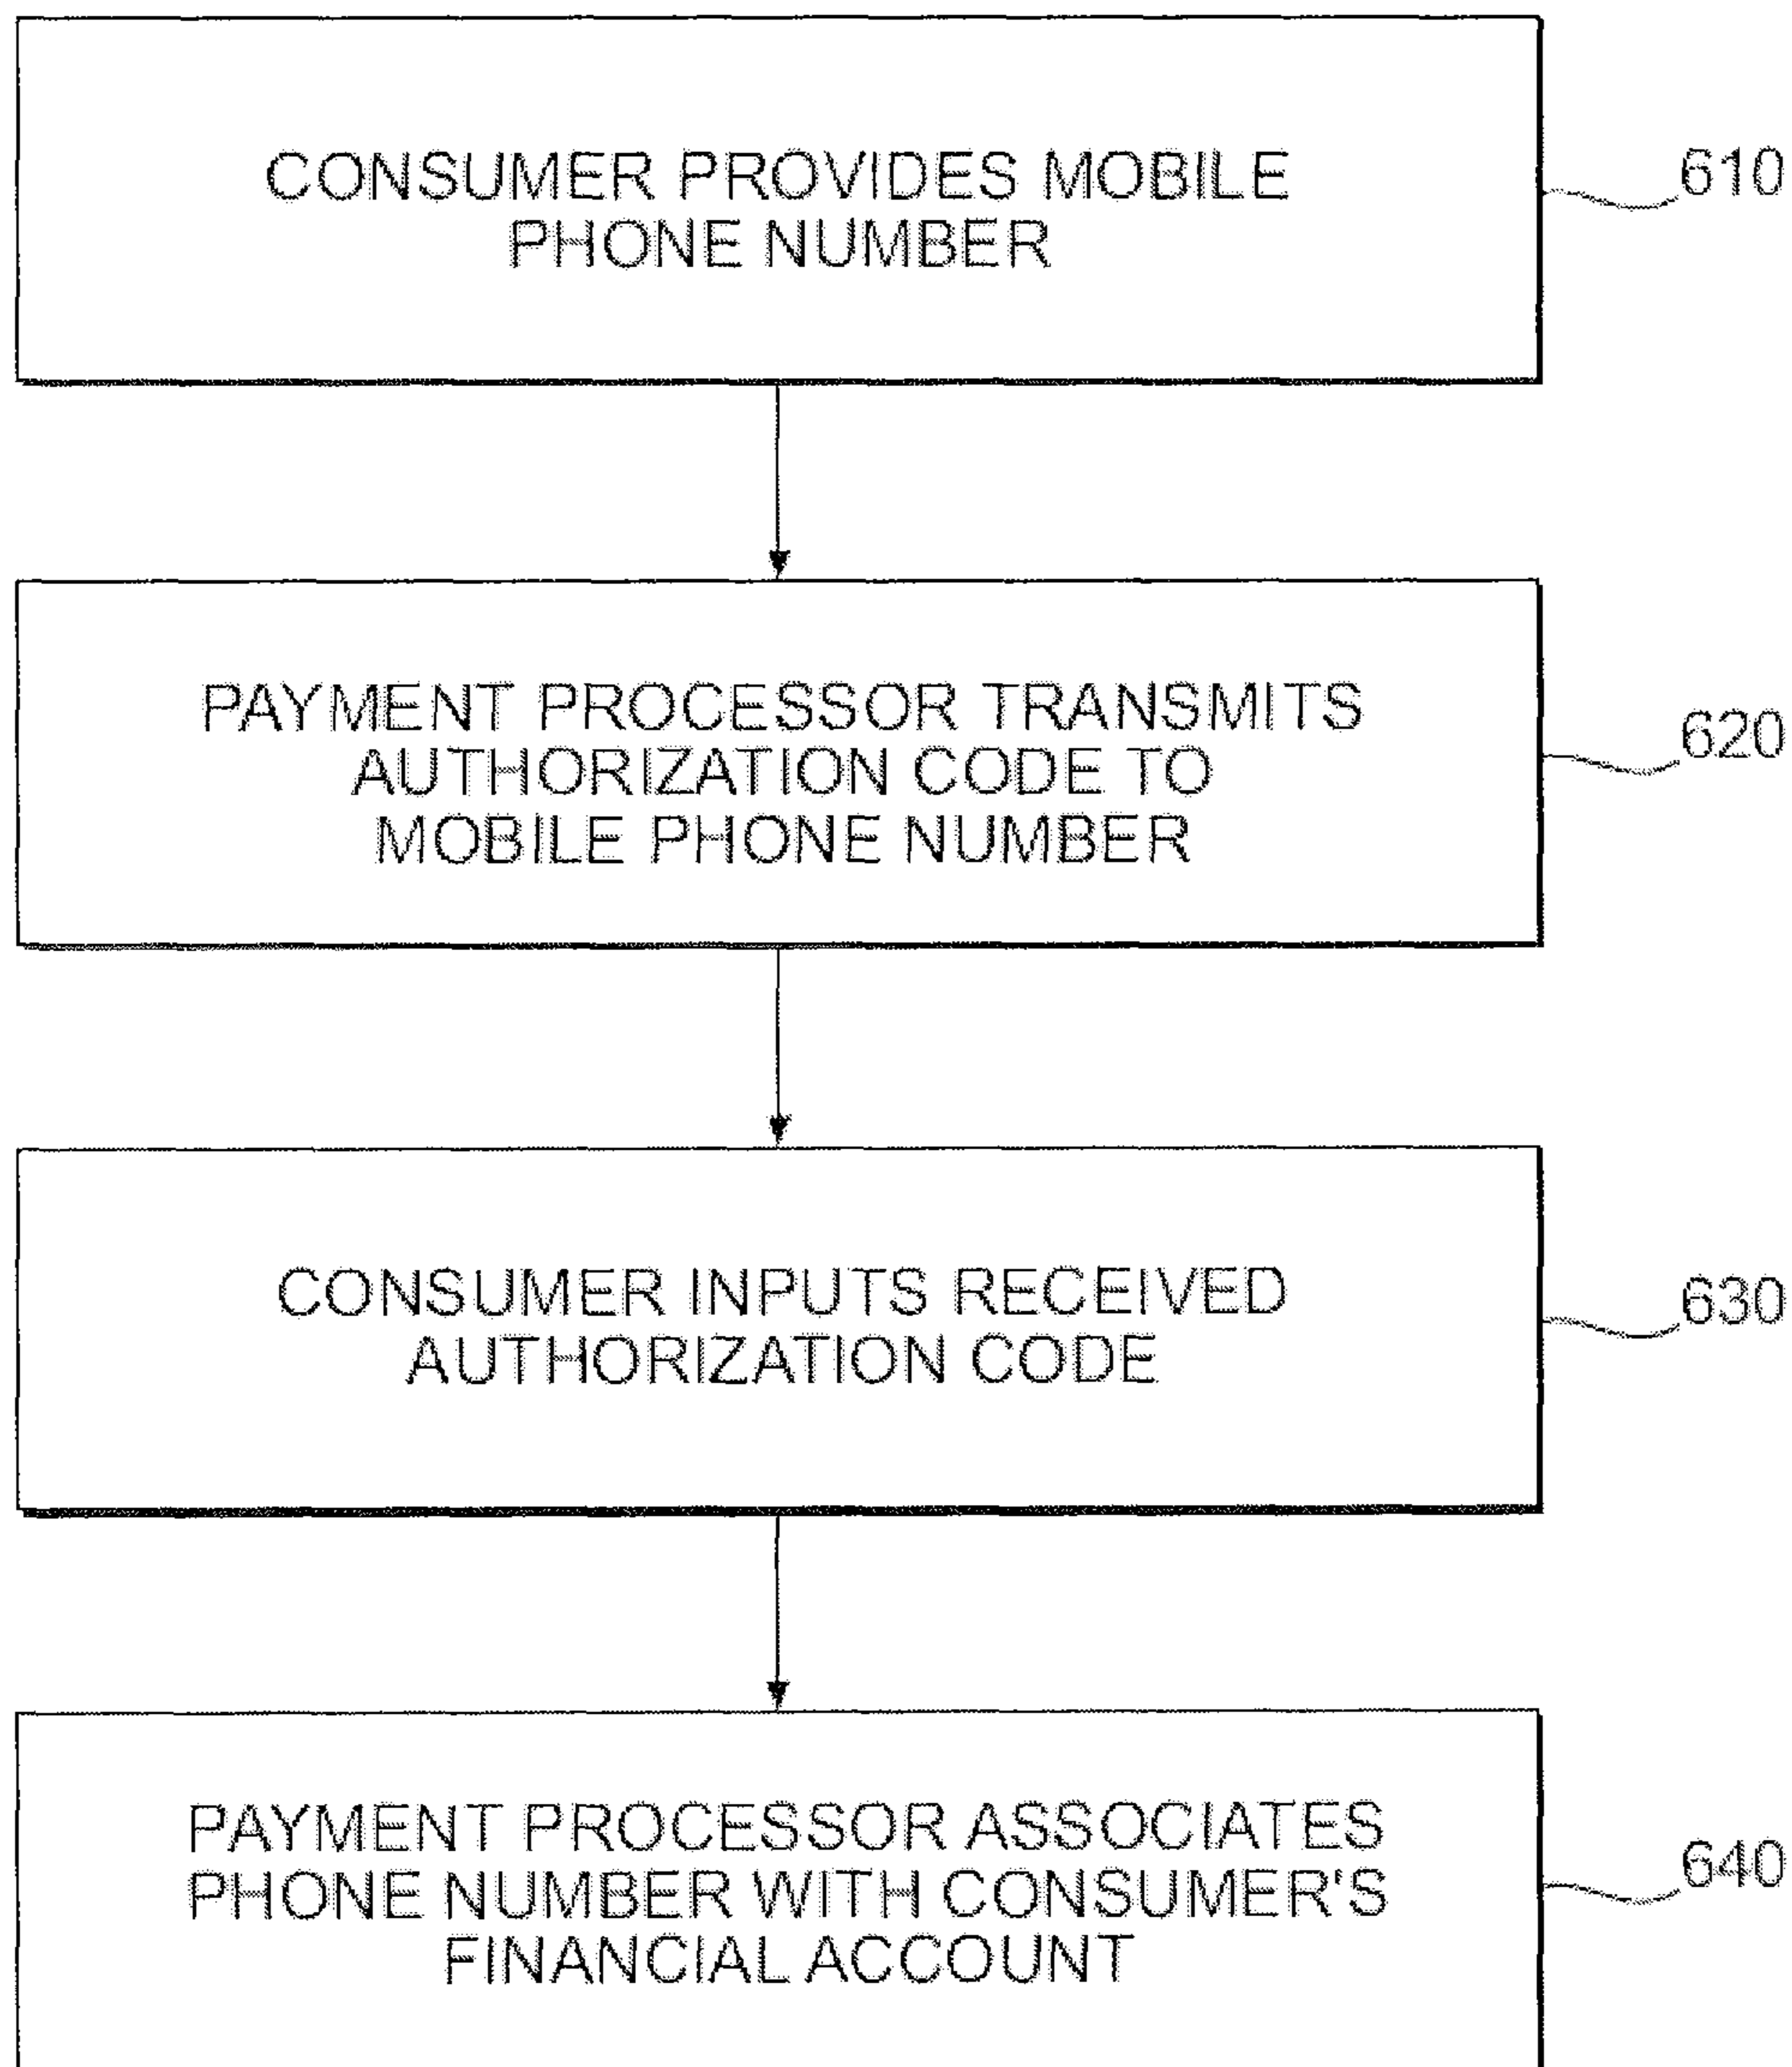 CONSUMER PROVIDES MOBILE
PHONE NUMBER
610
PAYMENT PROCESSOR TRANSMITS
AUTHORIZATION CODE TO
MOBILE PHONE NUMBER
620
CONSUMER INPUTS RECEIVED
AUTHORIZATION CODE
630
PAYMENT PROCESSOR ASSOCIATES
PHONE NUMBER WITH CONSUMER'S
FINANCIAL ACCOUNT
640